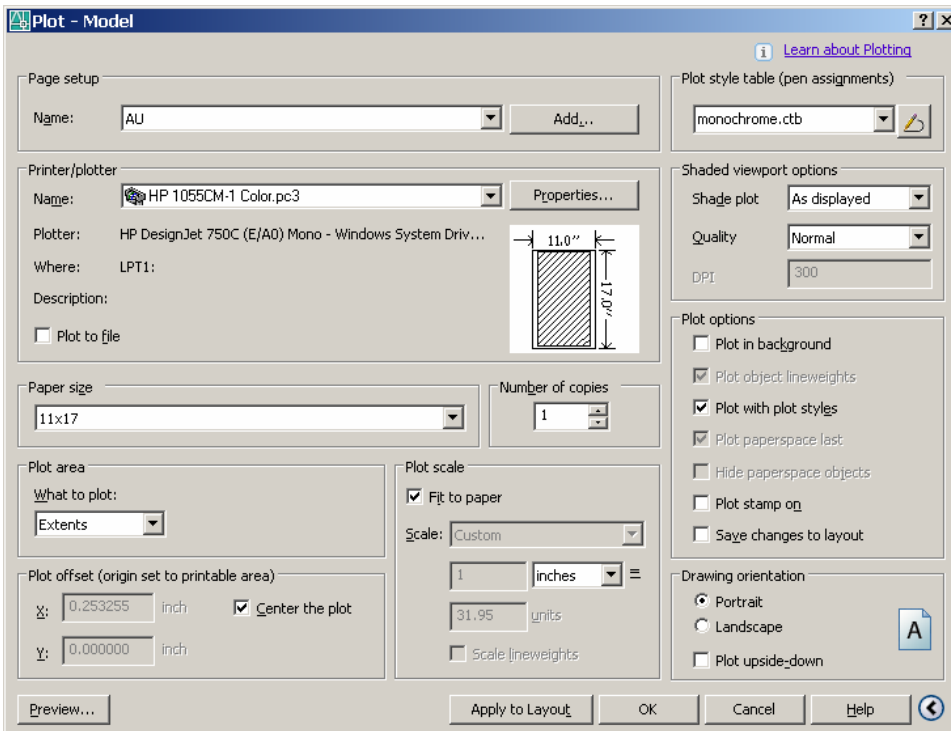 Plot - Model
Learn about Plotting
Page setup
Name: AU Add...
Plot style table (pen assignments)
monochrome.ctb
Printer/plotter
Name: HP 1055CM-1 Color.pc3 Properties...
Plotter: HP DesignJet 750C (E/A0) Mono - Windows System Driv...
Where: LPT1:
Description:
Plot to file
11.0''
17.0''
Shaded viewport options
Shade plot As displayed
Quality Normal
DPI 300
Paper size
11x17
Number of copies
1
Plot options
Plot in background
Plot object lineweights
Plot with plot styles
Plot paperspace last
Hide paperspace objects
Plot stamp on
Save changes to layout
Plot area
What to plot:
Extents
Plot scale
Fit to paper
Scale: Custom
1 inches =
31.95 units
Scale lineweights
Plot offset (origin set to printable area)
X: 0.253255 inch Center the plot
Y: 0.000000 inch
Drawing orientation
Portrait
Landscape
Plot upside-down
A
Preview... Apply to Layout OK Cancel Help